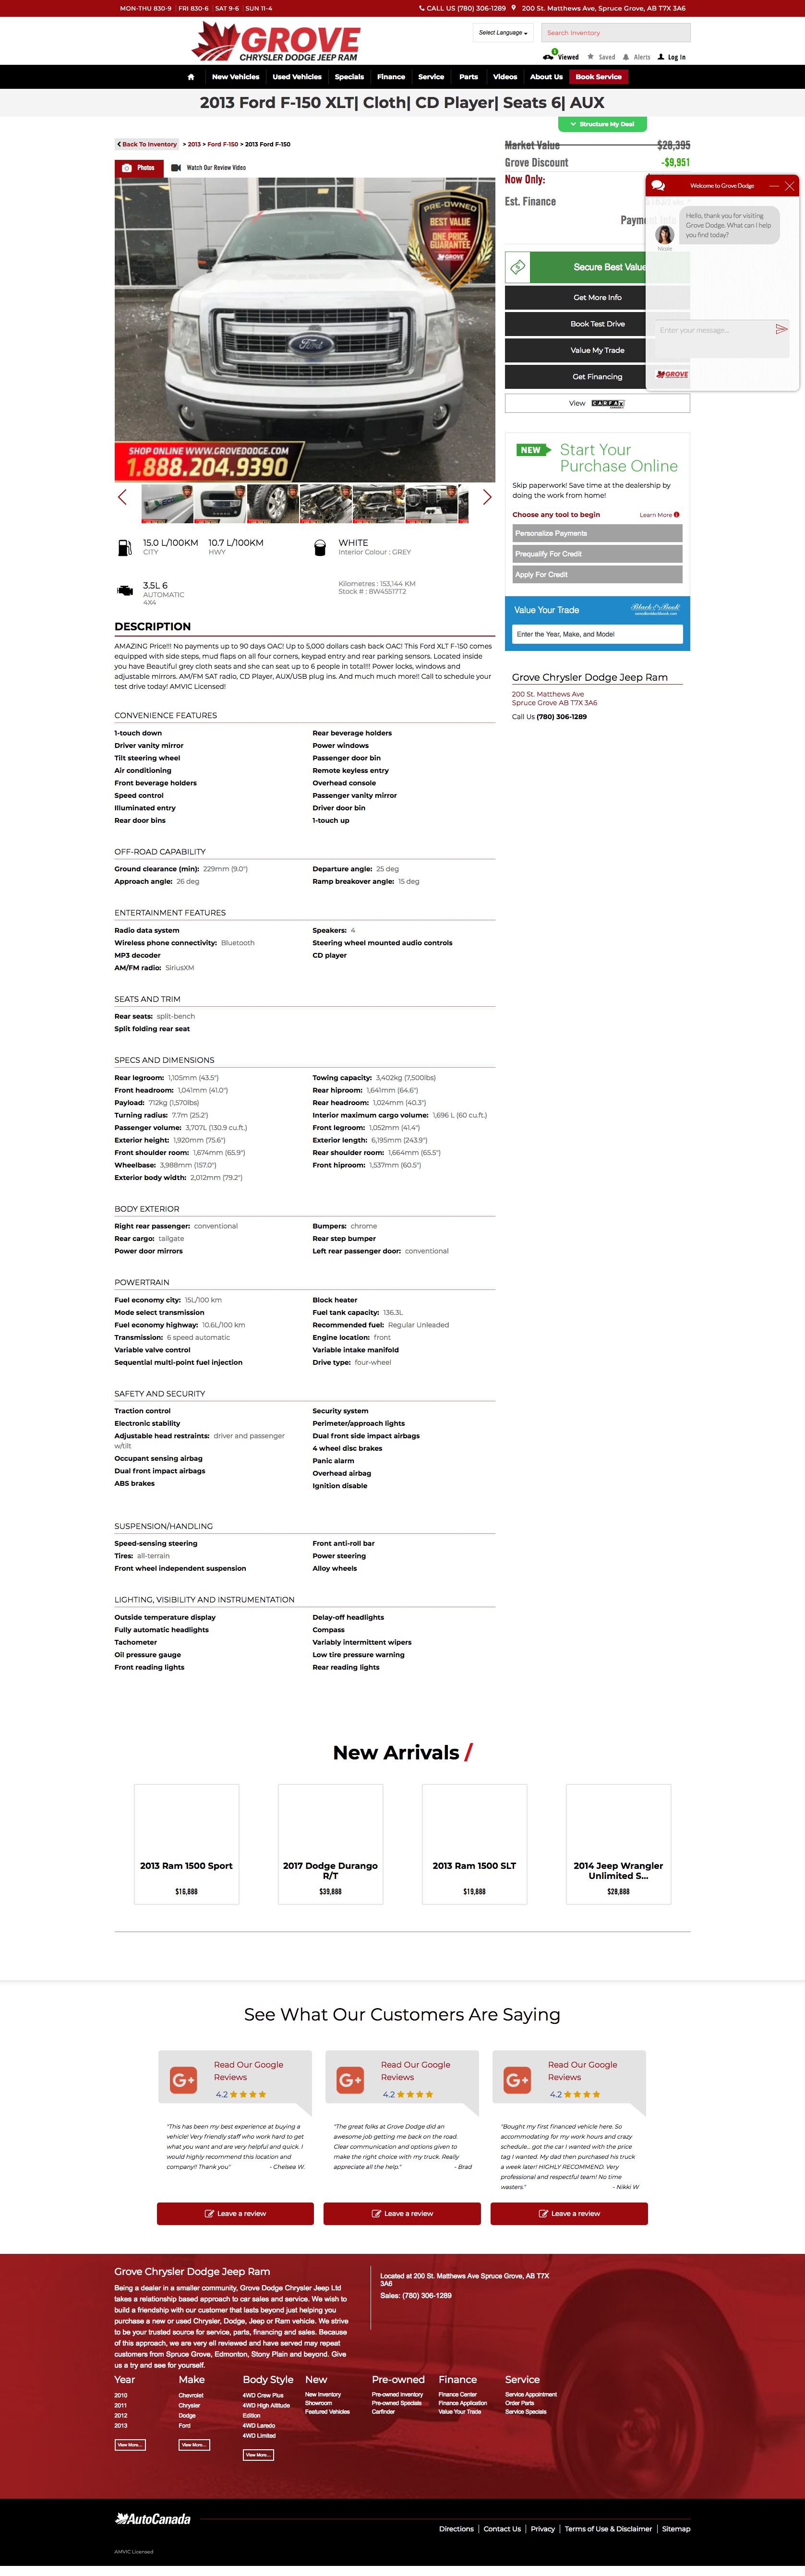 MON-THU 830-9 FRI 830-6 SAT 9-6 SUN 11-4
CALL US (780) 306-1289 200 St. Matthews Ave, Spruce Grove, AB T7X 3A6
GROVE
CHRYSLER DODGE JEEP RAM
Select Language
Search Inventory
Viewed Saved Alerts Log In
New Vehicles Used Vehicles Specials Finance Service Parts Videos About Us Book Service
2013 Ford F-150 XLT| Cloth| CD Player| Seats 6| AUX
Structure My Deal
Back To Inventory > 2013 > Ford F-150 > 2013 Ford F-150
Photos Watch Our Review Video
PRE-OWNED
BEST VALUE
ONE PRICE
GUARANTEE
GROVE
Ford
SHOP ONLINE WWW.GROVEDODGE.COM
1.888.204.9390
Market Value $28,395
Grove Discount -$9,951
Now Only:
Est. Finance
Welcome to Grove Dodge
Hello, thank you for visiting
Grove Dodge. What can I help
you find today?
Nicole
Enter your message...
GROVE
Secure Best Value
Get More Info
Book Test Drive
Value My Trade
Get Financing
View CARFAX
NEW
Start Your
Purchase Online
Skip paperwork! Save time at the dealership by
doing the work from home!
Choose any tool to begin Learn More
Personalize Payments
Prequalify For Credit
Apply For Credit
Value Your Trade Black Book
Enter the Year, Make, and Model
Grove Chrysler Dodge Jeep Ram
200 St. Matthews Ave
Spruce Grove AB T7X 3A6
Call Us (780) 306-1289
15.0 L/100KM 10.7 L/100KM WHITE
CITY HWY Interior Colour : GREY
3.5L 6
AUTOMATIC
4X4
Kilometres : 153,144 KM
Stock # : 8W45517T2
DESCRIPTION
AMAZING Price!!! No payments up to 90 days OAC! Up to 5,000 dollars cash back OAC! This Ford XLT F-150 comes
equipped with side steps, mud flaps on all four corners, keypad entry and rear parking sensors. Located inside
you have Beautiful grey cloth seats and she can seat up to 6 people in total!!! Power locks, windows and
adjustable mirrors. AM/FM SAT radio, CD Player, AUX/USB plug ins. And much much more!! Call to schedule your
test drive today! AMVIC Licensed!
CONVENIENCE FEATURES
1-touch down Rear beverage holders
Driver vanity mirror Power windows
Tilt steering wheel Passenger door bin
Air conditioning Remote keyless entry
Front beverage holders Overhead console
Speed control Passenger vanity mirror
Illuminated entry Driver door bin
Rear door bins 1-touch up
OFF-ROAD CAPABILITY
Ground clearance (min): 229mm (9.0") Departure angle: 25 deg
Approach angle: 26 deg Ramp breakover angle: 15 deg
ENTERTAINMENT FEATURES
Radio data system Speakers: 4
Wireless phone connectivity: Bluetooth Steering wheel mounted audio controls
MP3 decoder CD player
AM/FM radio: SiriusXM
SEATS AND TRIM
Rear seats: split-bench
Split folding rear seat
SPECS AND DIMENSIONS
Rear legroom: 1,105mm (43.5") Towing capacity: 3,402kg (7,500lbs)
Front headroom: 1,041mm (41.0") Rear hiproom: 1,641mm (64.6")
Payload: 712kg (1,570lbs) Rear headroom: 1,024mm (40.3")
Turning radius: 7.7m (25.2') Interior maximum cargo volume: 1,696 L (60 cu.ft.)
Passenger volume: 3,707L (130.9 cu.ft.) Front legroom: 1,052mm (41.4")
Exterior height: 1,920mm (75.6") Exterior length: 6,195mm (243.9")
Front shoulder room: 1,674mm (65.9") Rear shoulder room: 1,664mm (65.5")
Wheelbase: 3,988mm (157.0") Front hiproom: 1,537mm (60.5")
Exterior body width: 2,012mm (79.2")
BODY EXTERIOR
Right rear passenger: conventional Bumpers: chrome
Rear cargo: tailgate Rear step bumper
Power door mirrors Left rear passenger door: conventional
POWERTRAIN
Fuel economy city: 15L/100 km Block heater
Mode select transmission Fuel tank capacity: 136.3L
Fuel economy highway: 10.6L/100 km Recommended fuel: Regular Unleaded
Transmission: 6 speed automatic Engine location: front
Variable valve control Variable intake manifold
Sequential multi-point fuel injection Drive type: four-wheel
SAFETY AND SECURITY
Traction control Security system
Electronic stability Perimeter/approach lights
Adjustable head restraints: driver and passenger Dual front side impact airbags
w/tilt 4 wheel disc brakes
Occupant sensing airbag Panic alarm
Dual front impact airbags Overhead airbag
ABS brakes Ignition disable
SUSPENSION/HANDLING
Speed-sensing steering Front anti-roll bar
Tires: all-terrain Power steering
Front wheel independent suspension Alloy wheels
LIGHTING, VISIBILITY AND INSTRUMENTATION
Outside temperature display Delay-off headlights
Fully automatic headlights Compass
Tachometer Variably intermittent wipers
Oil pressure gauge Low tire pressure warning
Front reading lights Rear reading lights
New Arrivals /
2013 Ram 1500 Sport 2017 Dodge Durango R/T 2013 Ram 1500 SLT 2014 Jeep Wrangler Unlimited S...
$16,888 $39,888 $19,888 $28,888
See What Our Customers Are Saying
Read Our Google Reviews 4.2
"This has been my best experience at buying a
vehicle! Very friendly staff who work hard to get
what you want and are very helpful and quick. I
would highly recommend this location and
company!! Thank you" - Chelsea W.
Leave a review
Read Our Google Reviews 4.2
"The great folks at Grove Dodge did an
awesome job getting me back on the road.
Clear communication and options given to
make the right choice with my truck. Really
appreciate all the help." - Brad
Leave a review
Read Our Google Reviews 4.2
"Bought my first financed vehicle here. So
accommodating for my work hours and crazy
schedule... got the car I wanted with the price
tag I wanted. My dad then purchased his truck
a week later! HIGHLY RECOMMEND. Very
professional and respectful team! No time
wasters." - Nikki W
Leave a review
Grove Chrysler Dodge Jeep Ram
Being a dealer in a smaller community, Grove Dodge Chrysler Jeep Ltd
takes a relationship based approach to car sales and service. We wish to
build a friendship with our customer that lasts beyond just helping you
purchase a new or used Chrysler, Dodge, Jeep or Ram vehicle. We strive
to be your trusted source for service, parts, financing and sales. Because
of this approach, we are very ell reviewed and have served may repeat
customers from Spruce Grove, Edmonton, Stony Plain and beyond. Give
us a try and see for yourself.
Located at 200 St. Matthews Ave Spruce Grove, AB T7X
3A6
Sales: (780) 306-1289
Year Make Body Style New Pre-owned Finance Service
2010 Chevrolet 4WD Crew Plus New Inventory Pre-owned Inventory Finance Center Service Appointment
2011 Chrysler 4WD High Altitude Showroom Pre-owned Specials Finance Application Order Parts
2012 Dodge Edition Featured Vehicles Carfinder Value Your Trade Service Specials
2013 Ford 4WD Laredo
4WD Limited
View More... View More... View More...
AutoCanada
Directions Contact Us Privacy Terms of Use & Disclaimer Sitemap
AMVIC Licensed